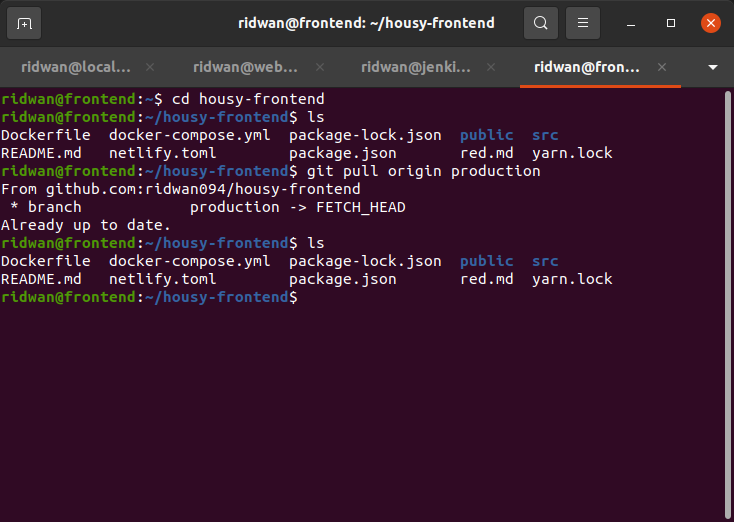 ridwan@frontend: ~/housy-frontend
ridwan@local... ridwan@web... ridwan@jenki... ridwan@fron...
ridwan@frontend:~$ cd housy-frontend
ridwan@frontend:~/housy-frontend$ ls
Dockerfile  docker-compose.yml  package-lock.json  public  src
README.md   netlify.toml        package.json       red.md  yarn.lock
ridwan@frontend:~/housy-frontend$ git pull origin production
From github.com:ridwan094/housy-frontend
 * branch            production -> FETCH_HEAD
Already up to date.
ridwan@frontend:~/housy-frontend$ ls
Dockerfile  docker-compose.yml  package-lock.json  public  src
README.md   netlify.toml        package.json       red.md  yarn.lock
ridwan@frontend:~/housy-frontend$